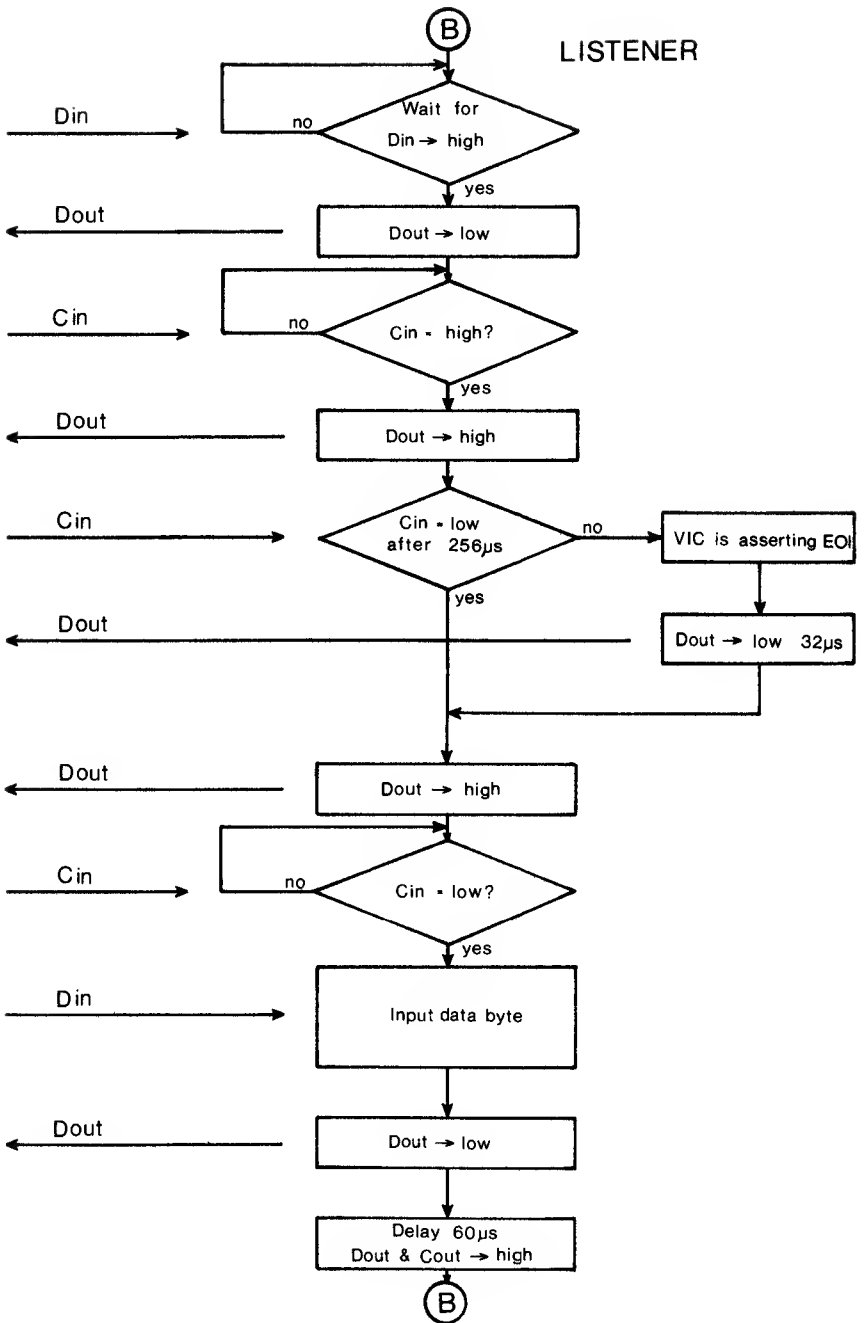 B
LISTENER
Wait for
Din → high
no
Din
yes
Dout
Dout → low
Cin
no
Cin = high?
yes
Dout
Dout → high
Cin
Cin = low
after 256µs
no
VIC is asserting EOI
yes
Dout
Dout → low 32µs
Dout
Dout → high
Cin
no
Cin = low?
yes
Din
Input data byte
Dout
Dout → low
Delay 60µs
Dout & Cout → high
B